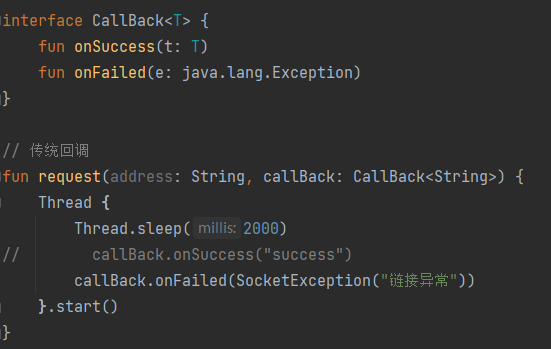 interface CallBack<T> {
    fun onSuccess(t: T)
    fun onFailed(e: java.lang.Exception)
}
// 传统回调
fun request(address: String, callBack: CallBack<String>) {
    Thread {
        Thread.sleep( millis: 2000)
//        callBack.onSuccess("success")
        callBack.onFailed(SocketException("链接异常"))
    }.start()
}